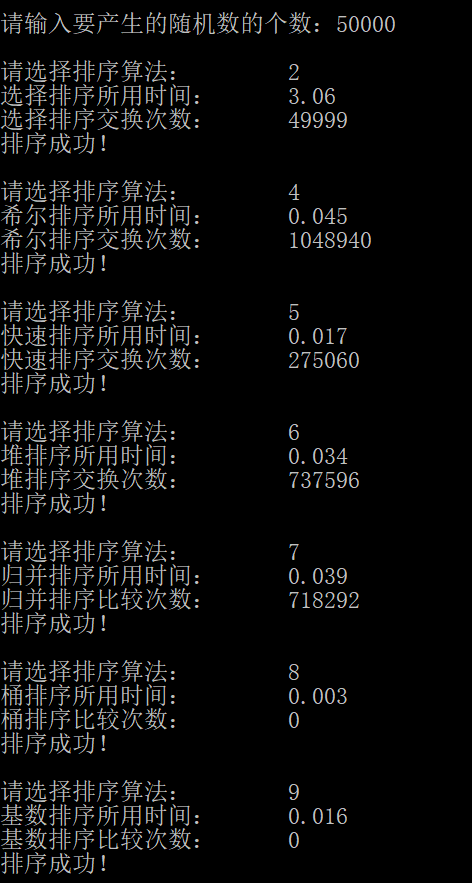 请输入要产生的随机数的个数：50000
请选择排序算法： 2
选择排序所用时间： 3.06
选择排序交换次数： 49999
排序成功!
请选择排序算法： 4
希尔排序所用时间： 0.045
希尔排序交换次数： 1048940
排序成功!
请选择排序算法： 5
快速排序所用时间： 0.017
快速排序交换次数： 275060
排序成功!
请选择排序算法： 6
堆排序所用时间： 0.034
堆排序交换次数： 737596
排序成功!
请选择排序算法： 7
归并排序所用时间： 0.039
归并排序比较次数： 718292
排序成功!
请选择排序算法： 8
桶排序所用时间： 0.003
桶排序比较次数： 0
排序成功!
请选择排序算法： 9
基数排序所用时间： 0.016
基数排序比较次数： 0
排序成功!